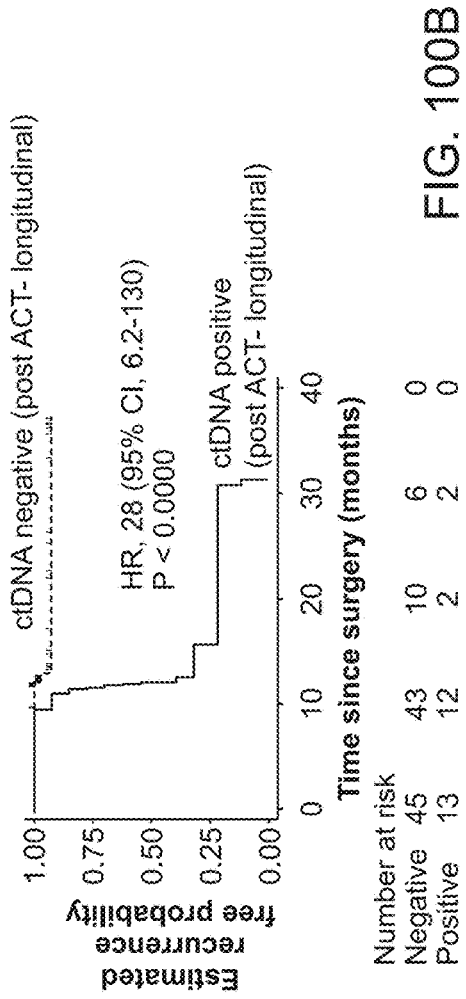 ctDNA negative (post ACT- longitudinal)
Estimated
recurrence
free probability
1.00
0.75
0.50
0.25
0.00
HR, 28 (95% CI, 6.2-130)
P < 0.0000
ctDNA positive
(post ACT- longitudinal)
0 10 20 30 40
Time since surgery (months)
Number at risk
Negative 45 43 10 6 0
Positive 13 12 2 2 0
FIG. 100B